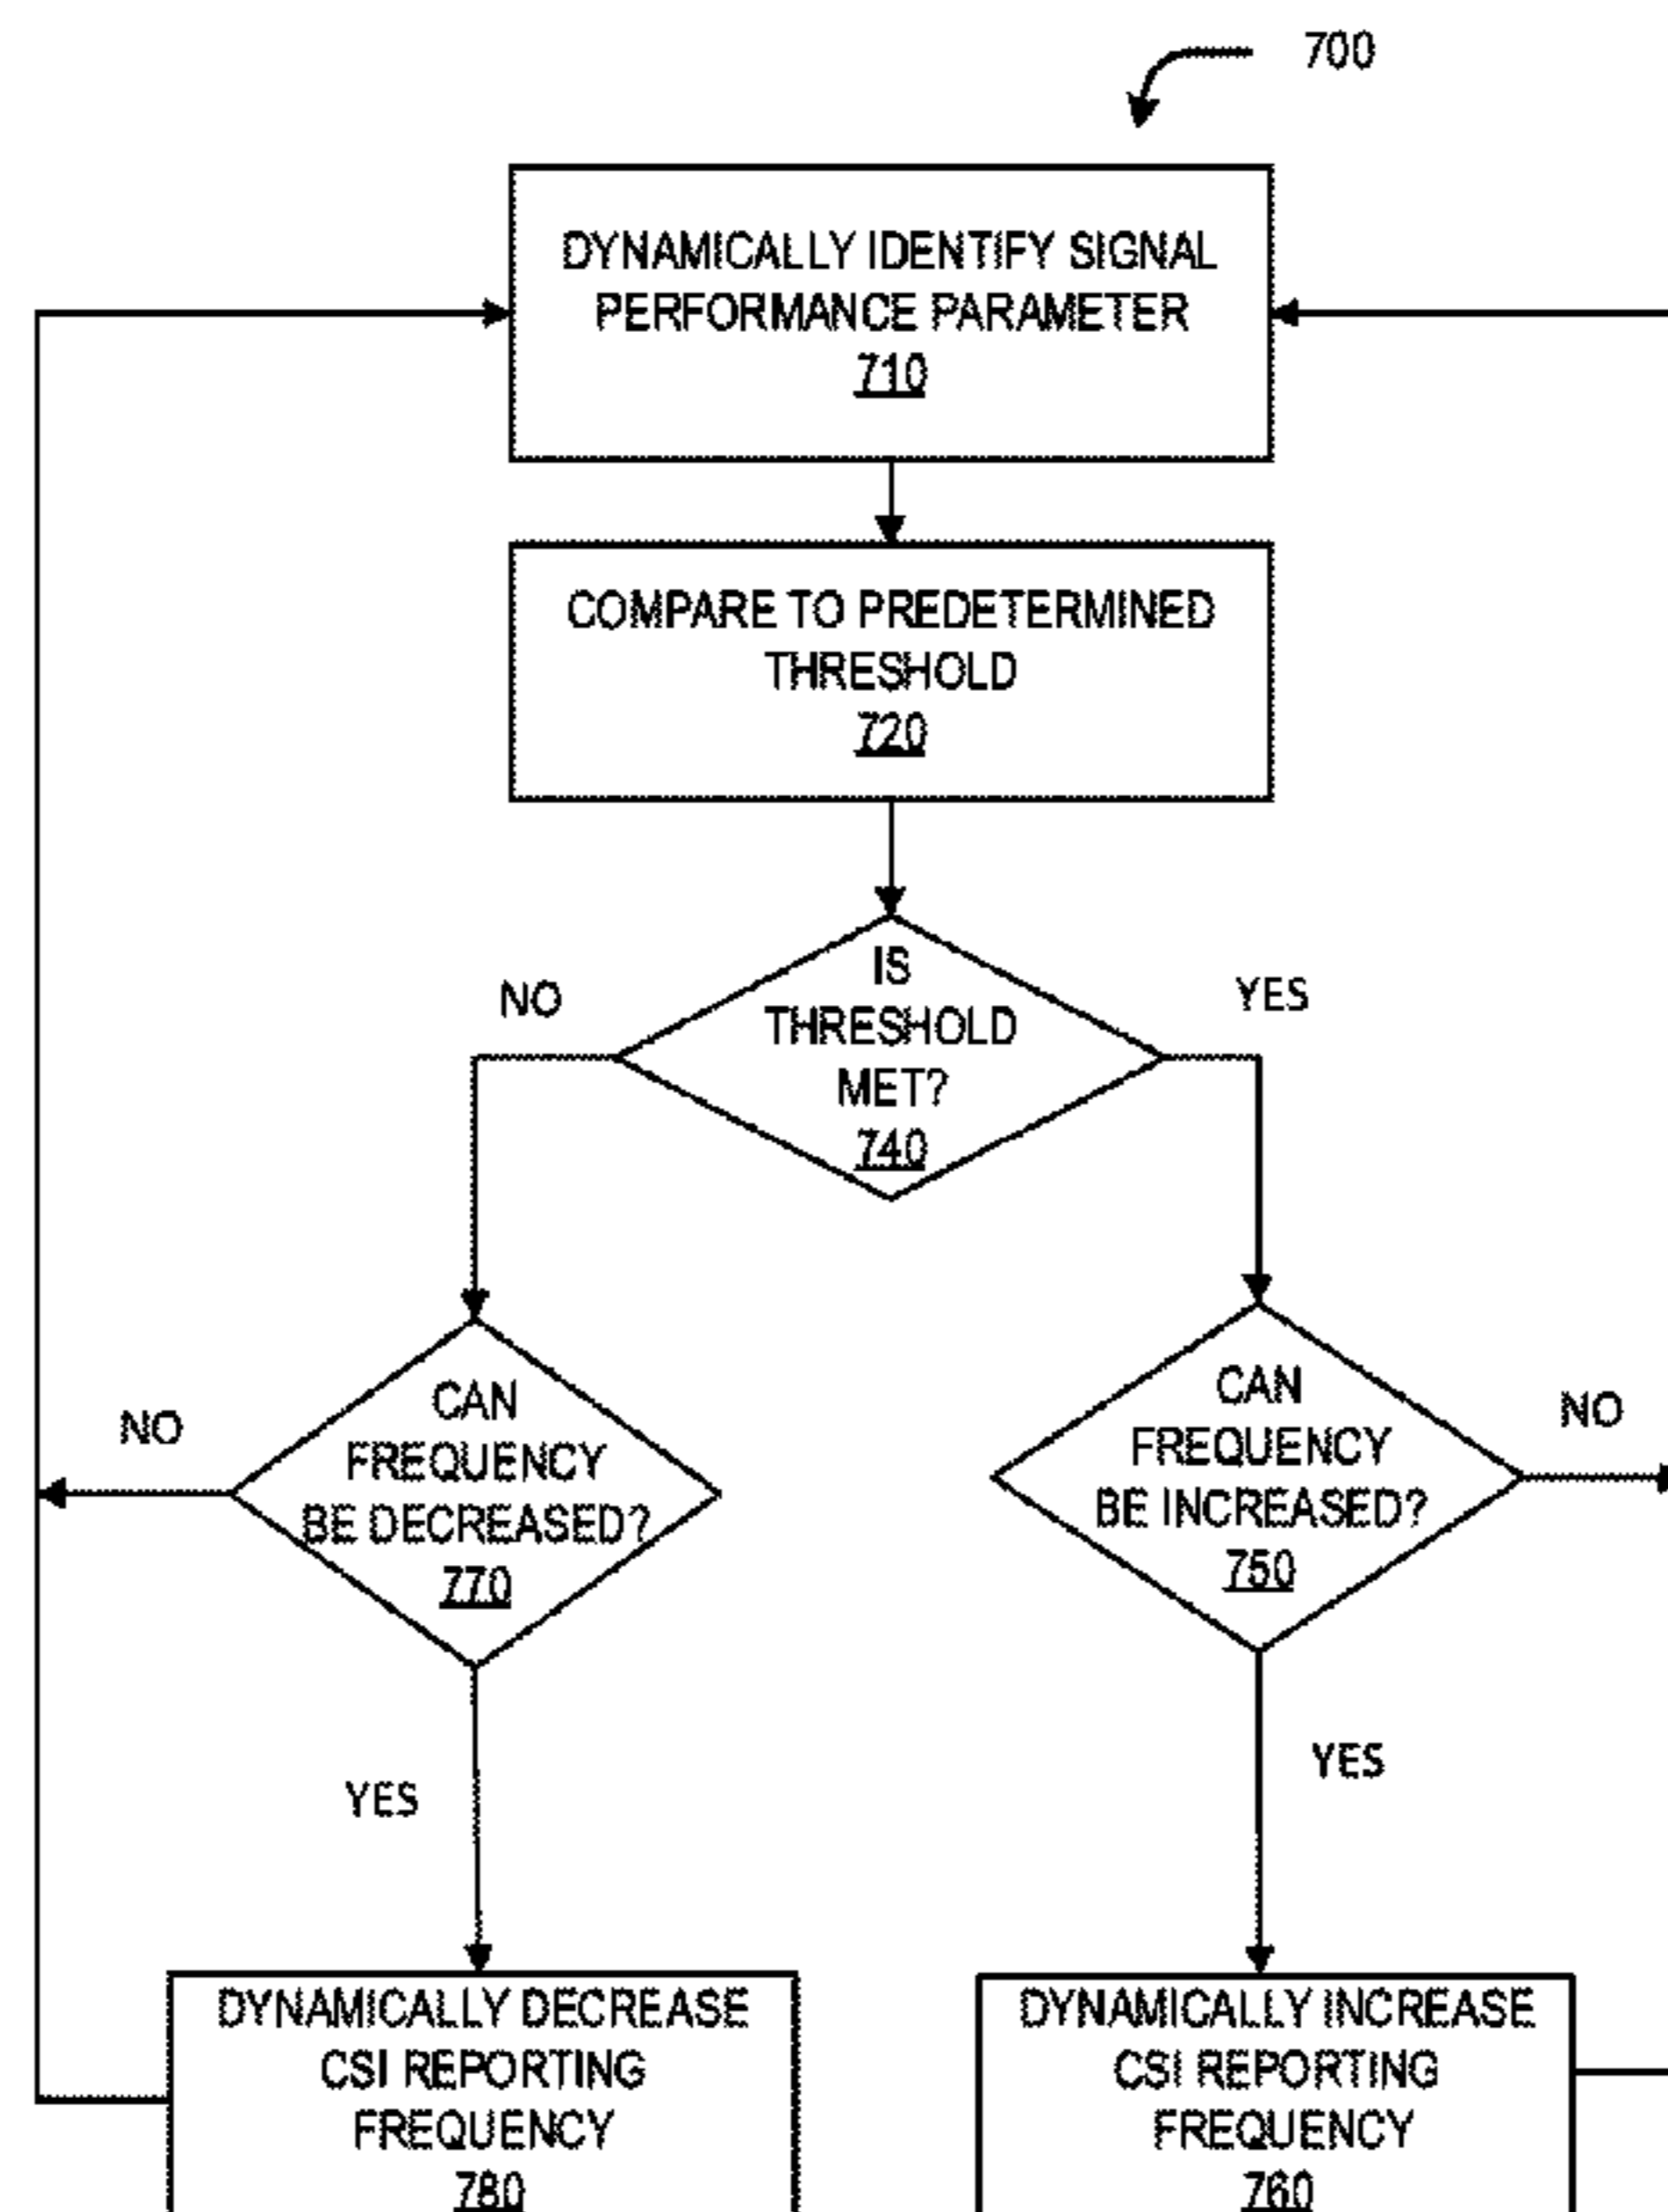 700
DYNAMICALLY IDENTIFY SIGNAL
PERFORMANCE PARAMETER
710
COMPARE TO PREDETERMINED
THRESHOLD
720
IS
THRESHOLD
MET?
740
NO
YES
CAN
FREQUENCY
BE DECREASED?
770
NO
CAN
FREQUENCY
BE INCREASED?
750
NO
YES
YES
DYNAMICALLY DECREASE
CSI REPORTING
FREQUENCY
780
DYNAMICALLY INCREASE
CSI REPORTING
FREQUENCY
760